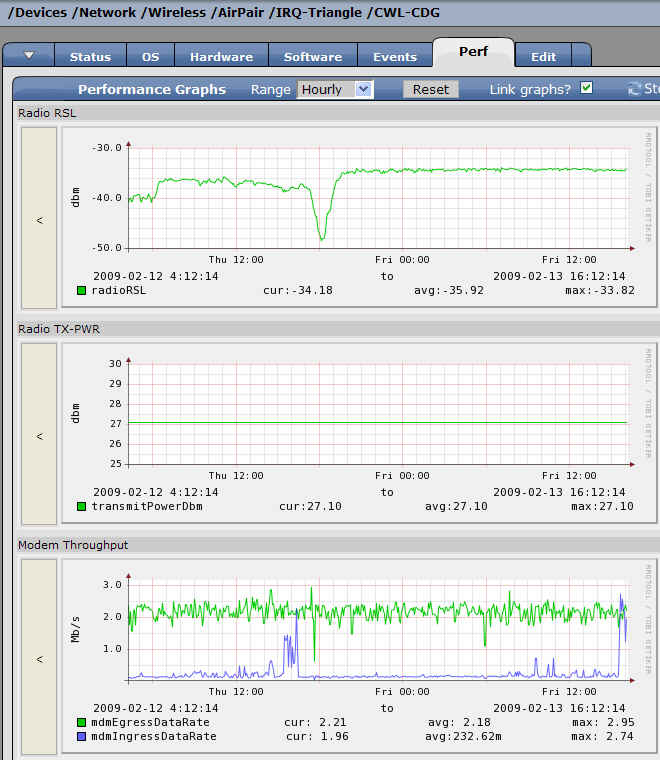 /Devices /Network /Wireless /AirPair /IRQ-Triangle /CWL-CDG
Status OS Hardware Software Events Perf Edit
Performance Graphs Range Hourly Reset Link graphs?
Radio RSL
<
RRDTOOL / TOBI OETIKER
dbm
-30.0
-40.0
-50.0
Thu 12:00 Fri 00:00 Fri 12:00
2009-02-12 4:12:14 to 2009-02-13 16:12:14
radioRSL cur:-34.18 avg:-35.92 max:-33.82
Radio TX-PWR
<
RRDTOOL / TOBI OETIKER
dbm
30
29
28
27
26
25
Thu 12:00 Fri 00:00 Fri 12:00
2009-02-12 4:12:14 to 2009-02-13 16:12:14
transmitPowerDbm cur:27.10 avg:27.10 max:27.10
Modem Throughput
<
RRDTOOL / TOBI OETIKER
Mb/s
3.0
2.0
1.0
Thu 12:00 Fri 00:00 Fri 12:00
2009-02-12 4:12:14 to 2009-02-13 16:12:14
mdmEgressDataRate cur: 2.21 avg: 2.18 max: 2.95
mdmIngressDataRate cur: 1.96 avg:232.62m max: 2.74